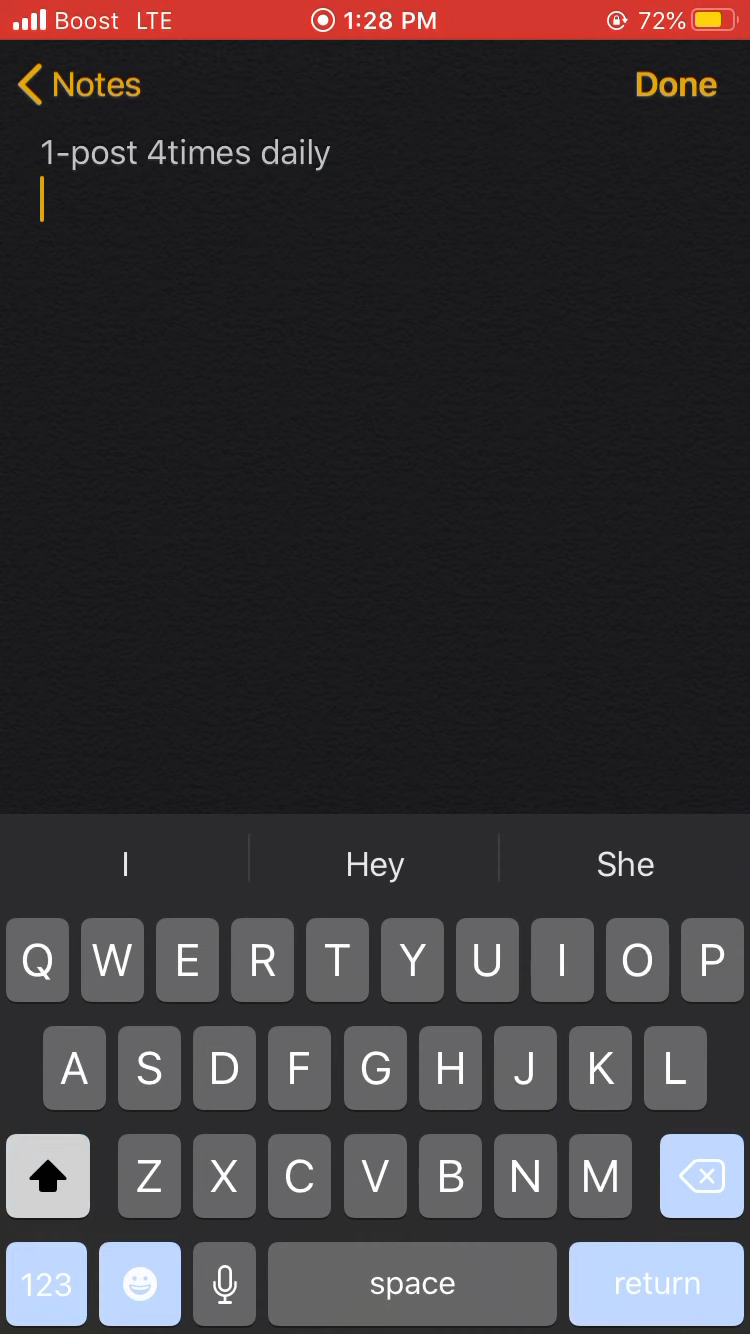 Boost LTE 1:28 PM 72%
Notes Done
1-post 4times daily
I Hey She
Q W E R T Y U I O P
A S D F G H J K L
Z X C V B N M
123 space return